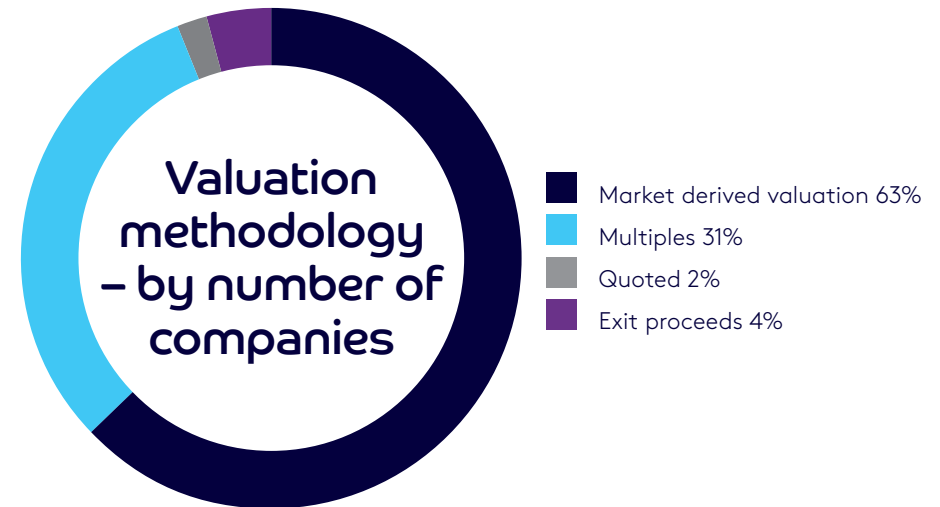 Valuation
methodology
– by number of
companies
Market derived valuation 63%
Multiples 31%
Quoted 2%
Exit proceeds 4%